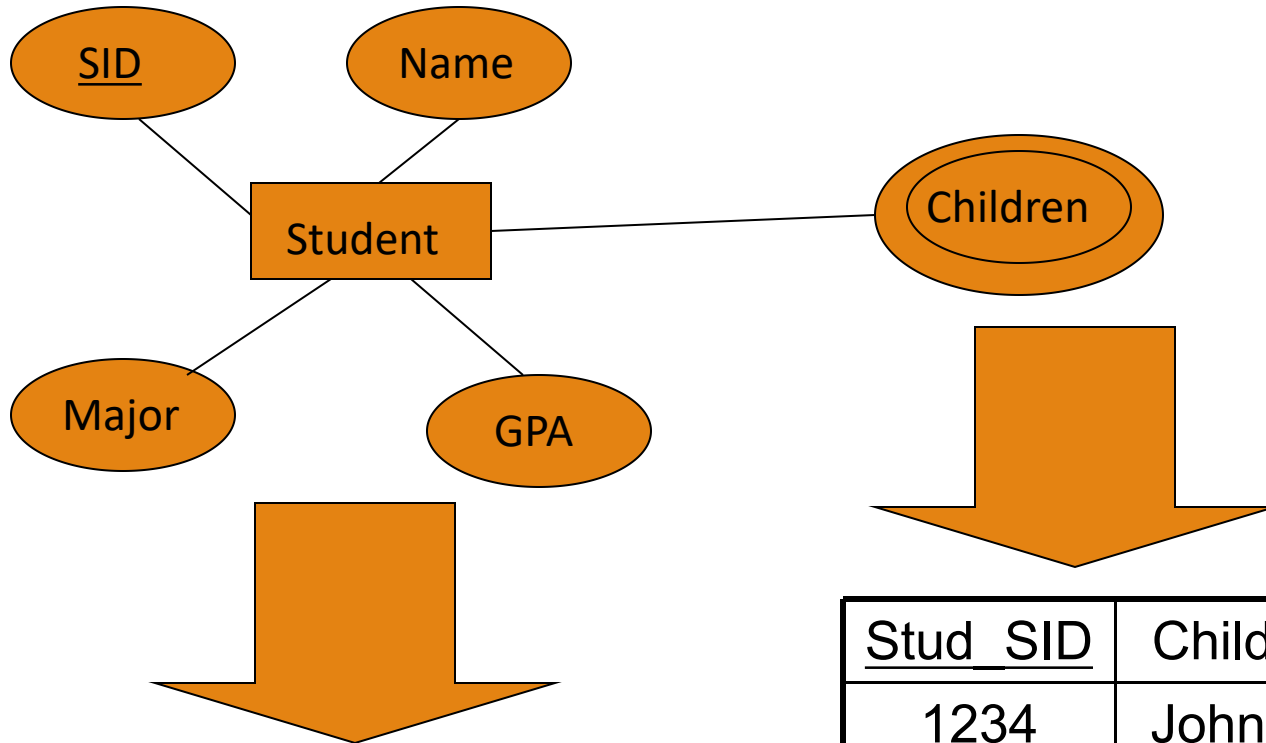 SID
Name
Children
Student
Major
GPA
Stud_SID
1234
John